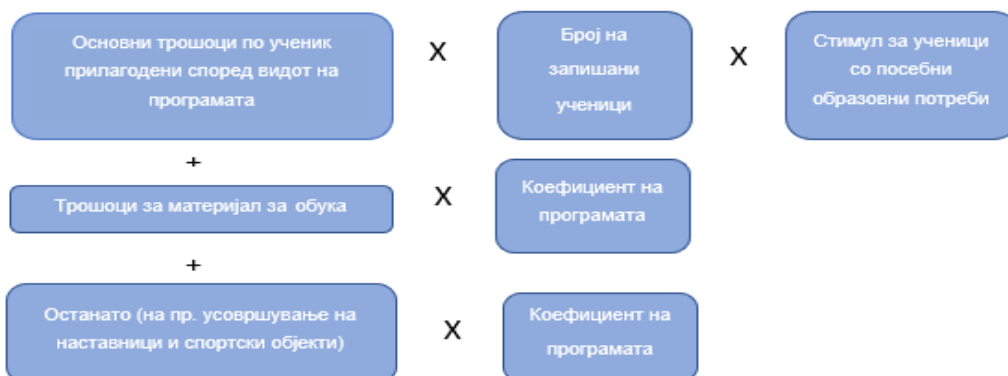 Основни трошоци по ученик
прилагодени според видот на
програмата
X
Број на
запишани
ученици
X
Стимул за ученици
со посебни
образовни потреби
+
Трошоци за материјал за обука
X
Коефициент на
програмата
+
Останато (на пр. усовршување на
наставници и спортски објекти)
X
Коефициент на
програмата